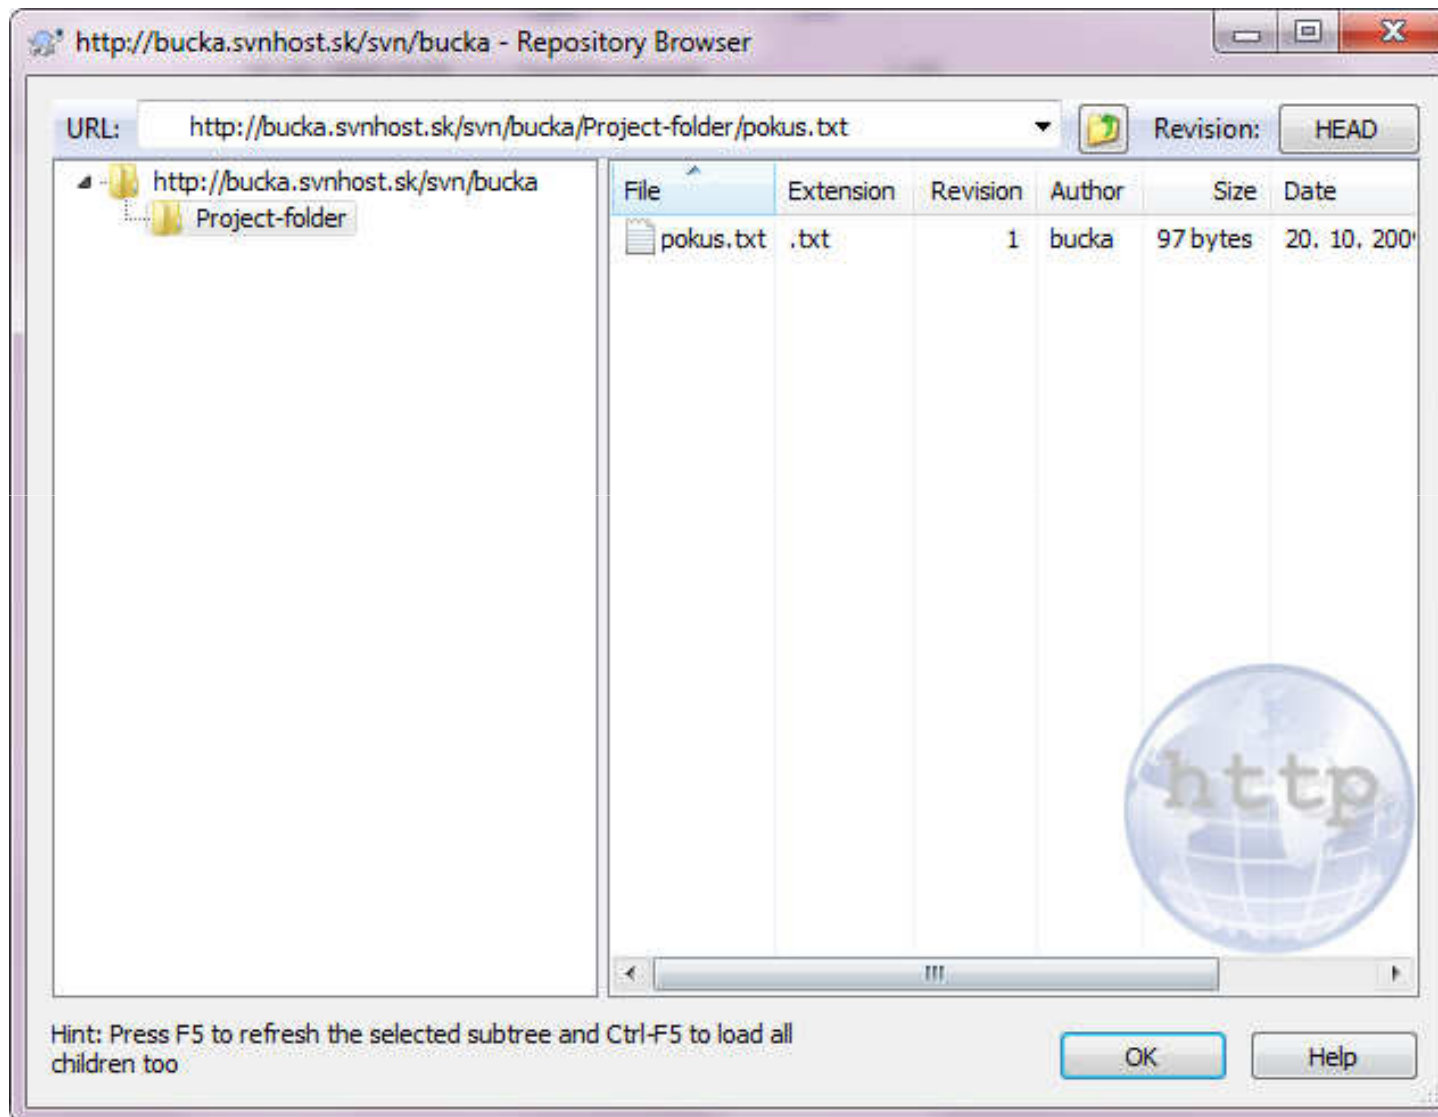 http://bucka.svnhost.sk/svn/bucka - Repository Browser
URL: http://bucka.svnhost.sk/svn/bucka/Project-folder/pokus.txt Revision: HEAD
http://bucka.svnhost.sk/svn/bucka
Project-folder
File Extension Revision Author Size Date
pokus.txt .txt 1 bucka 97 bytes 20. 10. 200
http
Hint: Press F5 to refresh the selected subtree and Ctrl-F5 to load all
children too
OK Help